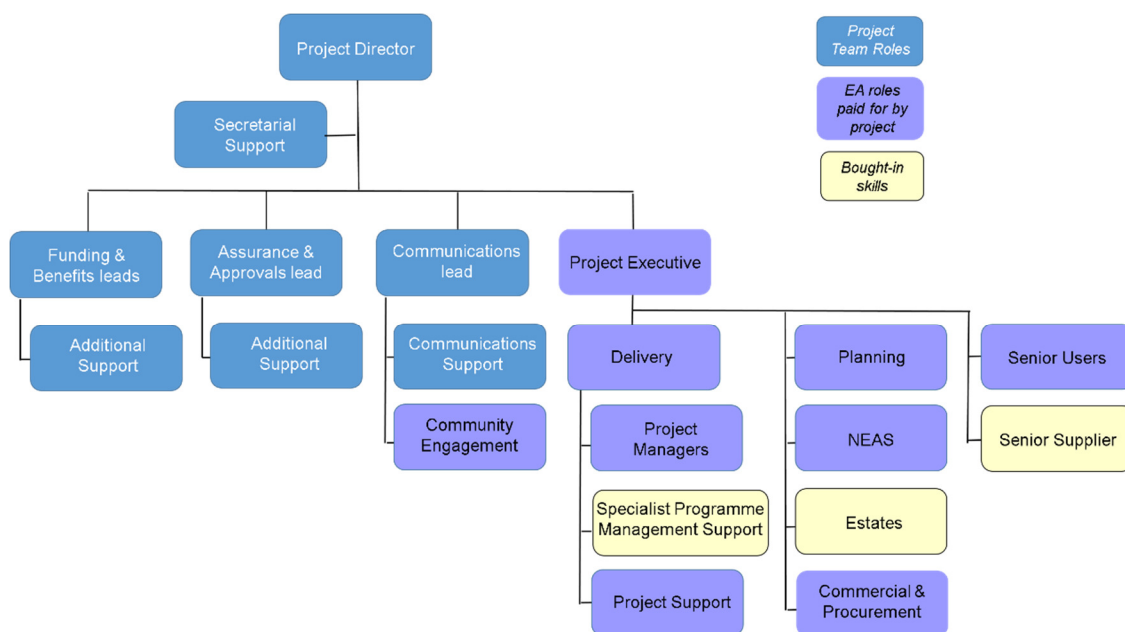 Project Director
Project
Team Roles
EA roles
paid for by
project
Secretarial
Support
Bought-in
skills
Funding &
Benefits leads
Assurance &
Approvals lead
Communications
lead
Project Executive
Additional
Support
Additional
Support
Communications
Support
Delivery
Planning
Senior Users
Community
Engagement
Project
Managers
NEAS
Senior Supplier
Specialist Programme
Management Support
Estates
Project Support
Commercial &
Procurement